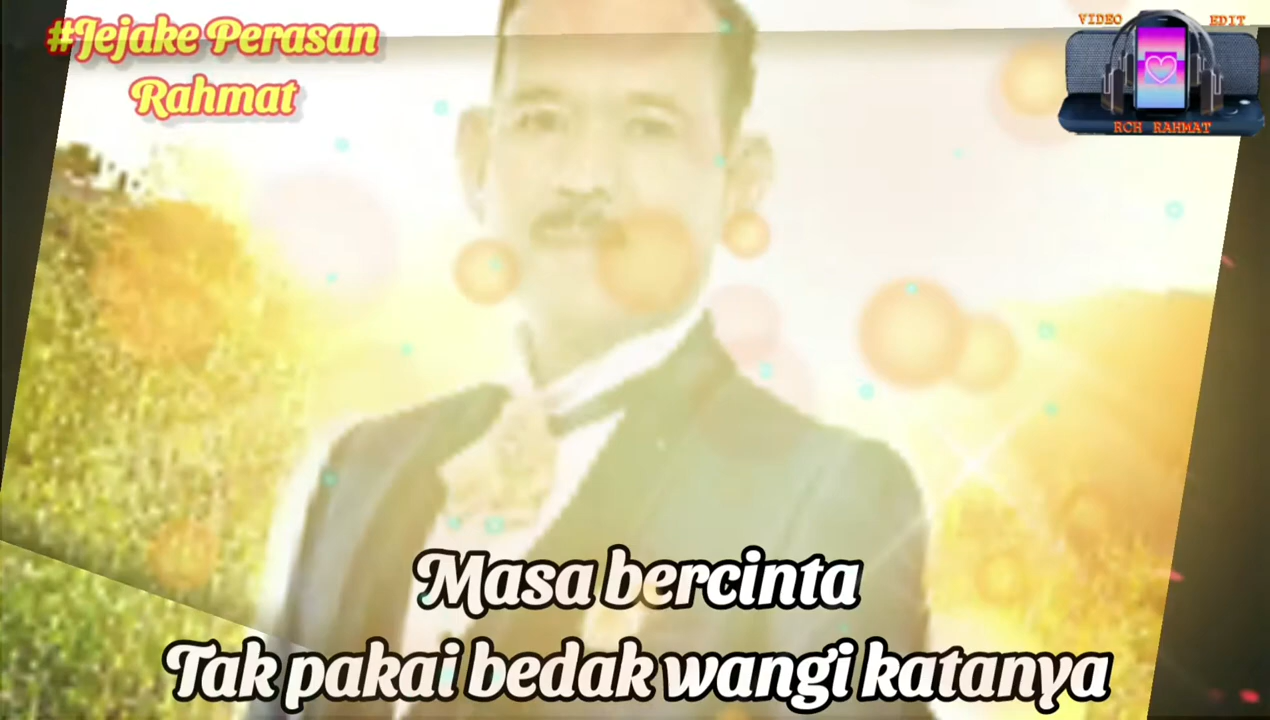 #Jejake Perasan
Rahmat
VIDEO EDIT
RCH RAHMAT
Masa bercinta
Tak pakai bedak wangi katanya